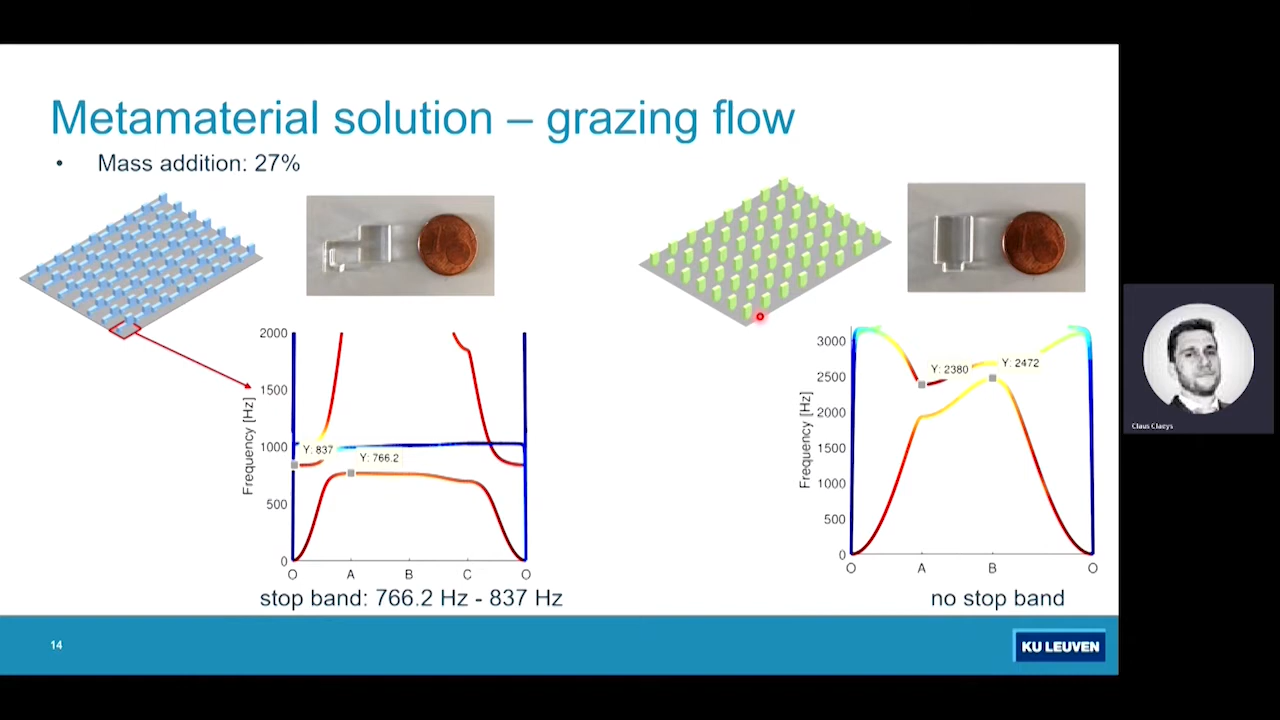 Metamaterial solution – grazing flow
• Mass addition: 27%
2000
1500
1000
500
0
Frequency [Hz]
Y: 837
Y: 766.2
O A B C O
stop band: 766.2 Hz - 837 Hz
3000
2500
2000
1500
1000
500
0
Frequency [Hz]
Y: 2380
Y: 2472
O A B O
no stop band
Claus Claeys
14
KU LEUVEN